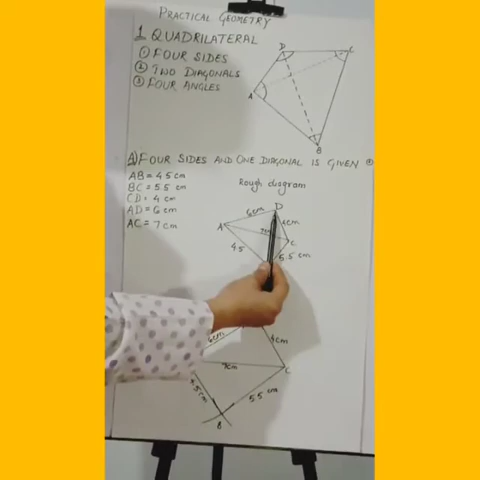 PRACTICAL GEOMETRY
1 QUADRILATERAL
① FOUR SIDES
② TWO DIAGONALS
③ FOUR ANGLES
D
C
A
B
A) FOUR SIDES AND ONE DIAGONAL IS GIVEN
AB = 4.5 cm
BC = 5.5 cm
CD = 4 cm
AD = 6 cm
AC = 7 cm
Rough diagram
D
6cm
4cm
A
7cm
C
4.5
5.5 cm
6cm
4cm
7cm
C
4.5 cm
5.5 cm
B